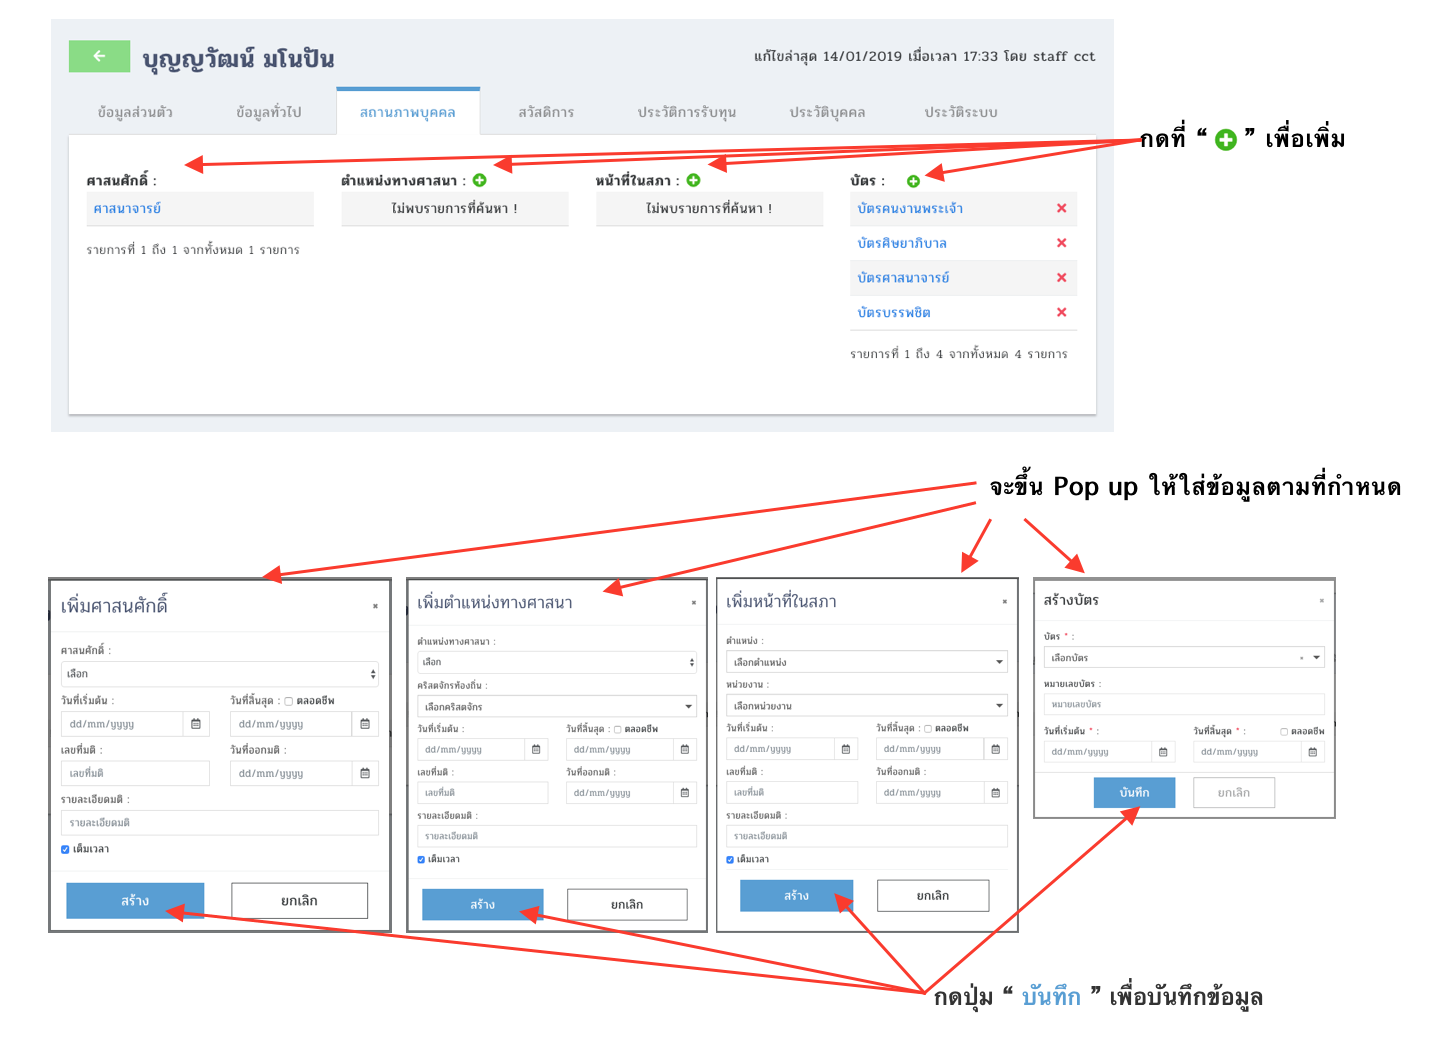 บุญญวัฒน์ มโนปัน
แก้ไขล่าสุด 14/01/2019 เมื่อเวลา 17:33 โดย staff cct
ข้อมูลส่วนตัว ข้อมูลทั่วไป สถานภาพบุคคล สวัสดิการ ประวัติการรับทุน ประวัติบุคคล ประวัติระบบ
กดที่ “ ” เพื่อเพิ่ม
ศาสนศักดิ์ : ตำแหน่งทางศาสนา : หน้าที่ในสภา : บัตร :
ศาสนาจารย์ ไม่พบรายการที่ค้นหา ! ไม่พบรายการที่ค้นหา ! บัตรคนงานพระเจ้า
รายการที่ 1 ถึง 1 จากทั้งหมด 1 รายการ
บัตรศิษยาภิบาล
บัตรศาสนาจารย์
บัตรบรรพชิต
รายการที่ 1 ถึง 4 จากทั้งหมด 4 รายการ
จะขึ้น Pop up ให้ใส่ข้อมูลตามที่กำหนด
เพิ่มศาสนศักดิ์
ศาสนศักดิ์ :
เลือก
วันที่เริ่มต้น : วันที่สิ้นสุด : ตลอดชีพ
dd/mm/yyyy dd/mm/yyyy
เลขที่มติ : วันที่ออกมติ :
เลขที่มติ dd/mm/yyyy
รายละเอียดมติ :
รายละเอียดมติ
เต็มเวลา
สร้าง ยกเลิก
เพิ่มตำแหน่งทางศาสนา
ตำแหน่งทางศาสนา :
เลือก
คริสตจักรท้องถิ่น :
เลือกคริสตจักร
วันที่เริ่มต้น : วันที่สิ้นสุด : ตลอดชีพ
dd/mm/yyyy dd/mm/yyyy
เลขที่มติ : วันที่ออกมติ :
เลขที่มติ dd/mm/yyyy
รายละเอียดมติ :
รายละเอียดมติ
เต็มเวลา
สร้าง ยกเลิก
เพิ่มหน้าที่ในสภา
ตำแหน่ง :
เลือกตำแหน่ง
หน่วยงาน :
เลือกหน่วยงาน
วันที่เริ่มต้น : วันที่สิ้นสุด : ตลอดชีพ
dd/mm/yyyy dd/mm/yyyy
เลขที่มติ : วันที่ออกมติ :
เลขที่มติ dd/mm/yyyy
รายละเอียดมติ :
รายละเอียดมติ
เต็มเวลา
สร้าง ยกเลิก
สร้างบัตร
บัตร * :
เลือกบัตร
หมายเลขบัตร :
หมายเลขบัตร
วันที่เริ่มต้น * : วันที่สิ้นสุด * : ตลอดชีพ
dd/mm/yyyy dd/mm/yyyy
บันทึก ยกเลิก
กดปุ่ม “ บันทึก ” เพื่อบันทึกข้อมูล